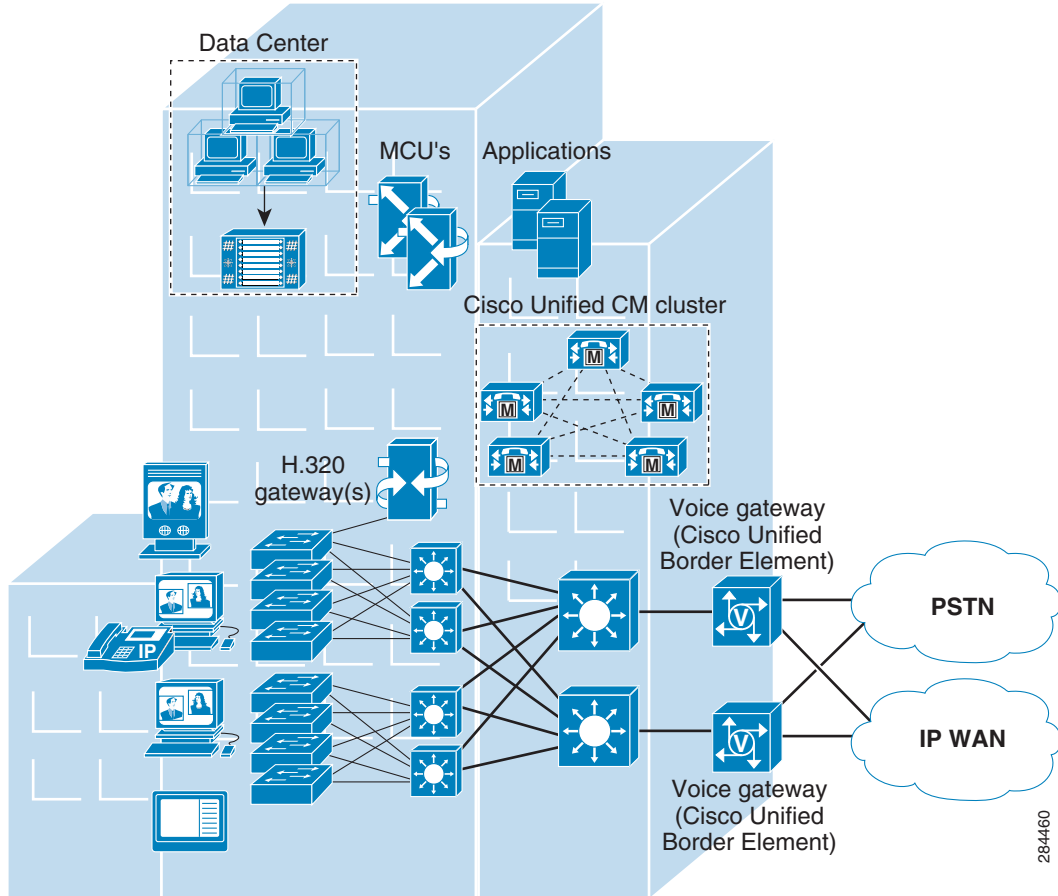 Data Center
MCU's
Applications
Cisco Unified CM cluster
M
M
M
M
M
H.320
gateway(s)
Voice gateway
(Cisco Unified
Border Element)
IP
V
PSTN
V
IP WAN
Voice gateway
(Cisco Unified
Border Element)
284460